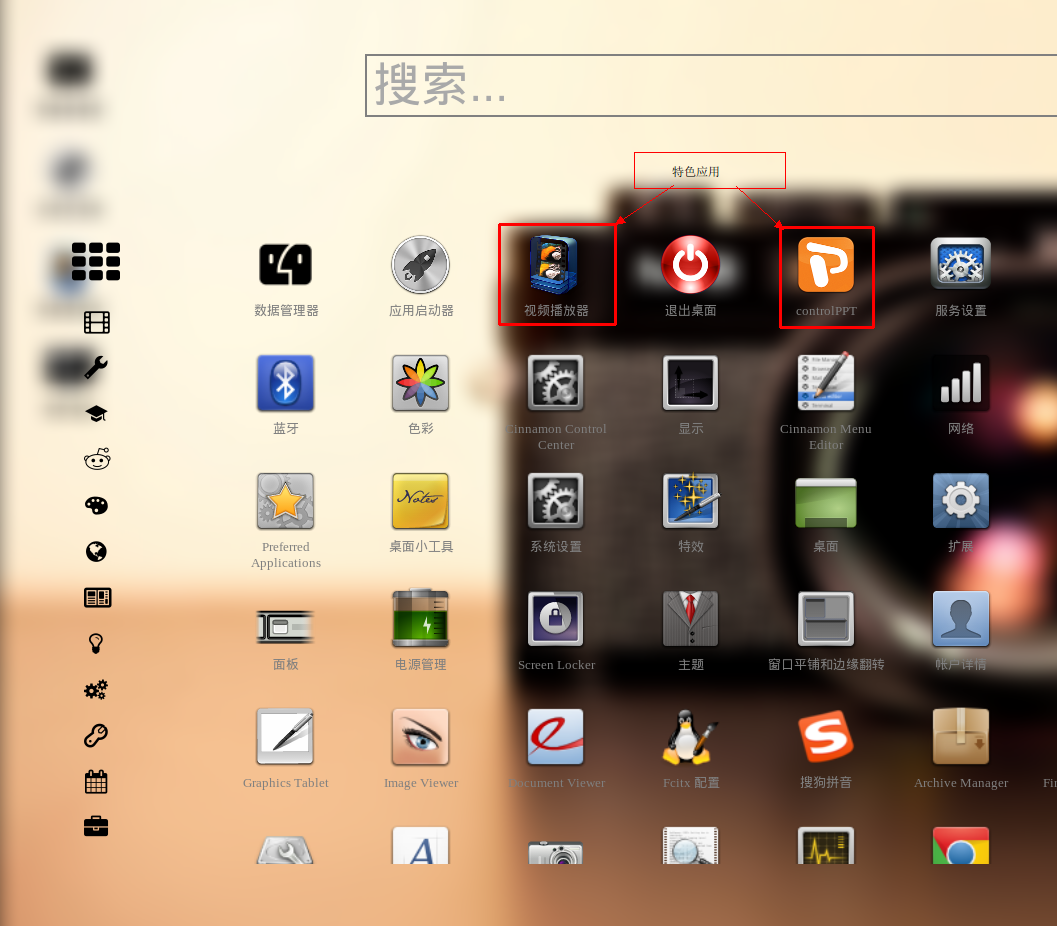 搜索...
特色应用
数据管理器
应用启动器
视频播放器
退出桌面
controlPPT
服务设置
蓝牙
色彩
Cinnamon Control
Center
显示
Cinnamon Menu
Editor
网络
Preferred
Applications
Notes
桌面小工具
系统设置
特效
桌面
扩展
面板
电源管理
Screen Locker
主题
窗口平铺和边缘翻转
帐户详情
Graphics Tablet
Image Viewer
Document Viewer
Fcitx 配置
搜狗拼音
Archive Manager